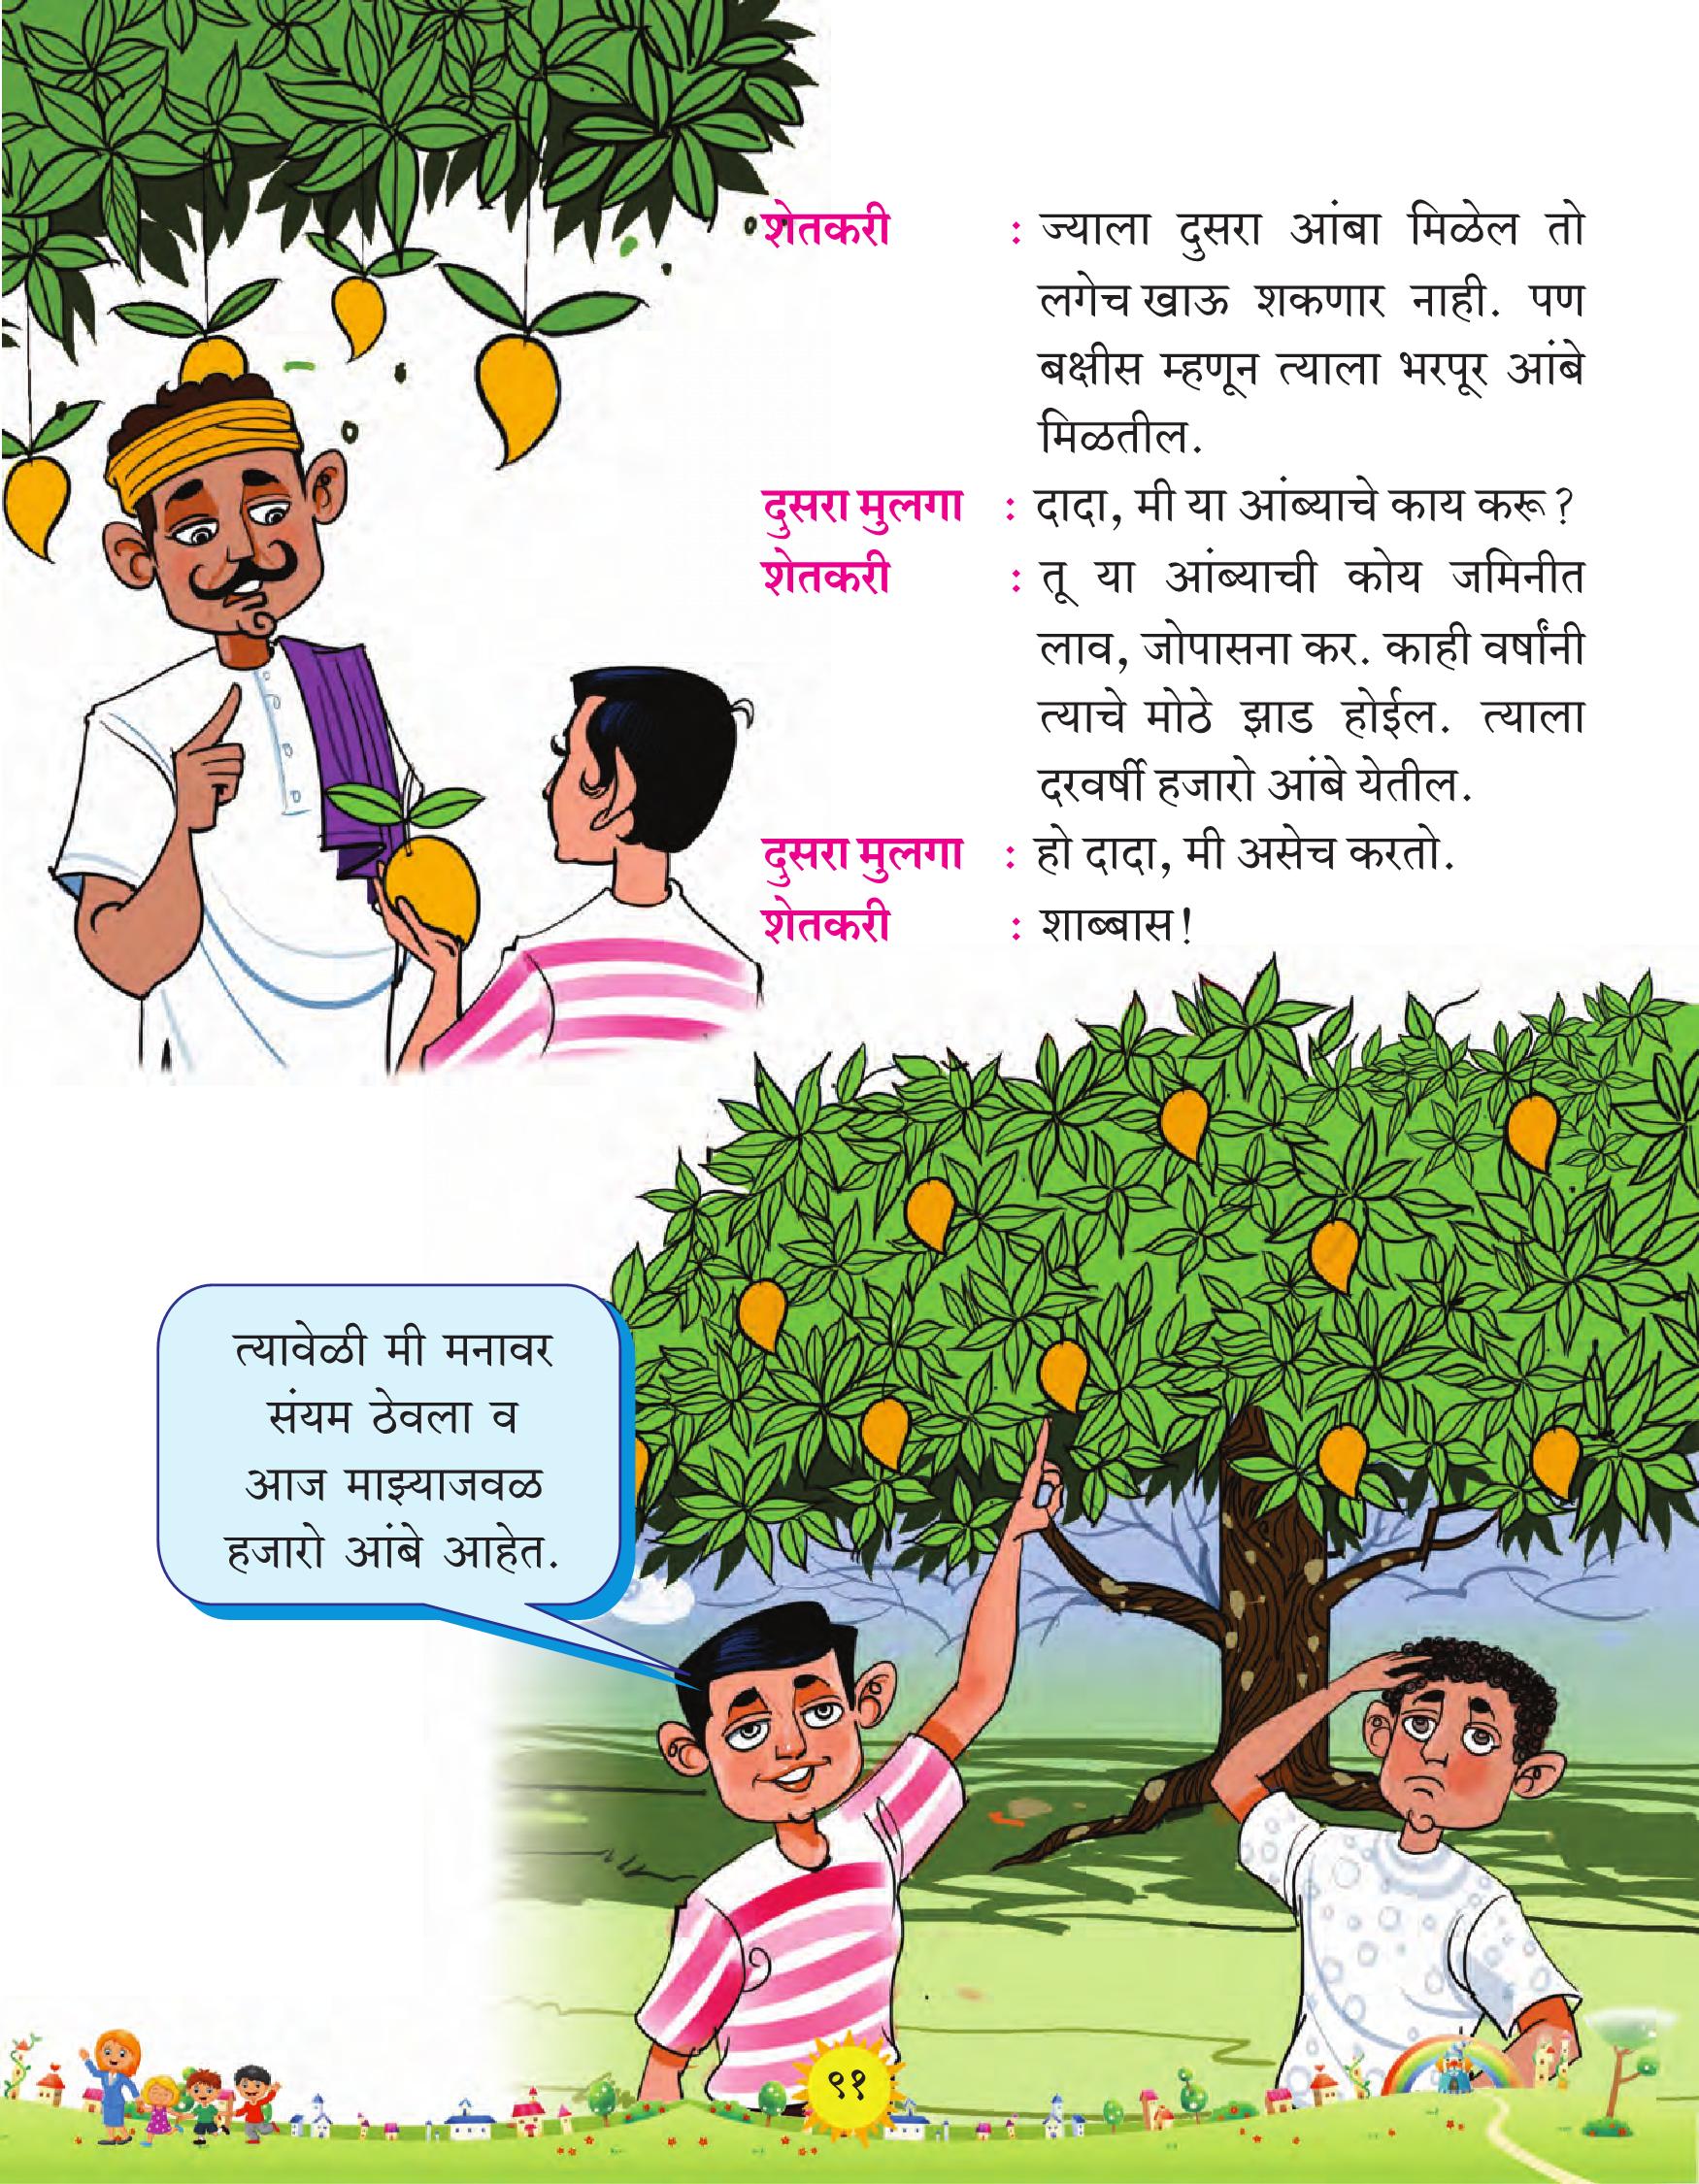 शेतकरी : ज्याला दुसरा आंबा मिळेल तो
लगेच खाऊ शकणार नाही. पण
बक्षीस म्हणून त्याला भरपूर आंबे
मिळतील.
दुसरा मुलगा : दादा, मी या आंब्याचे काय करू?
शेतकरी : तू या आंब्याची कोय जमिनीत
लाव, जोपासना कर. काही वर्षांनी
त्याचे मोठे झाड होईल. त्याला
दरवर्षी हजारो आंबे येतील.
दुसरा मुलगा : हो दादा, मी असेच करतो.
शेतकरी : शाब्बास!
त्यावेळी मी मनावर
संयम ठेवला व
आज माझ्याजवळ
हजारो आंबे आहेत.
९१